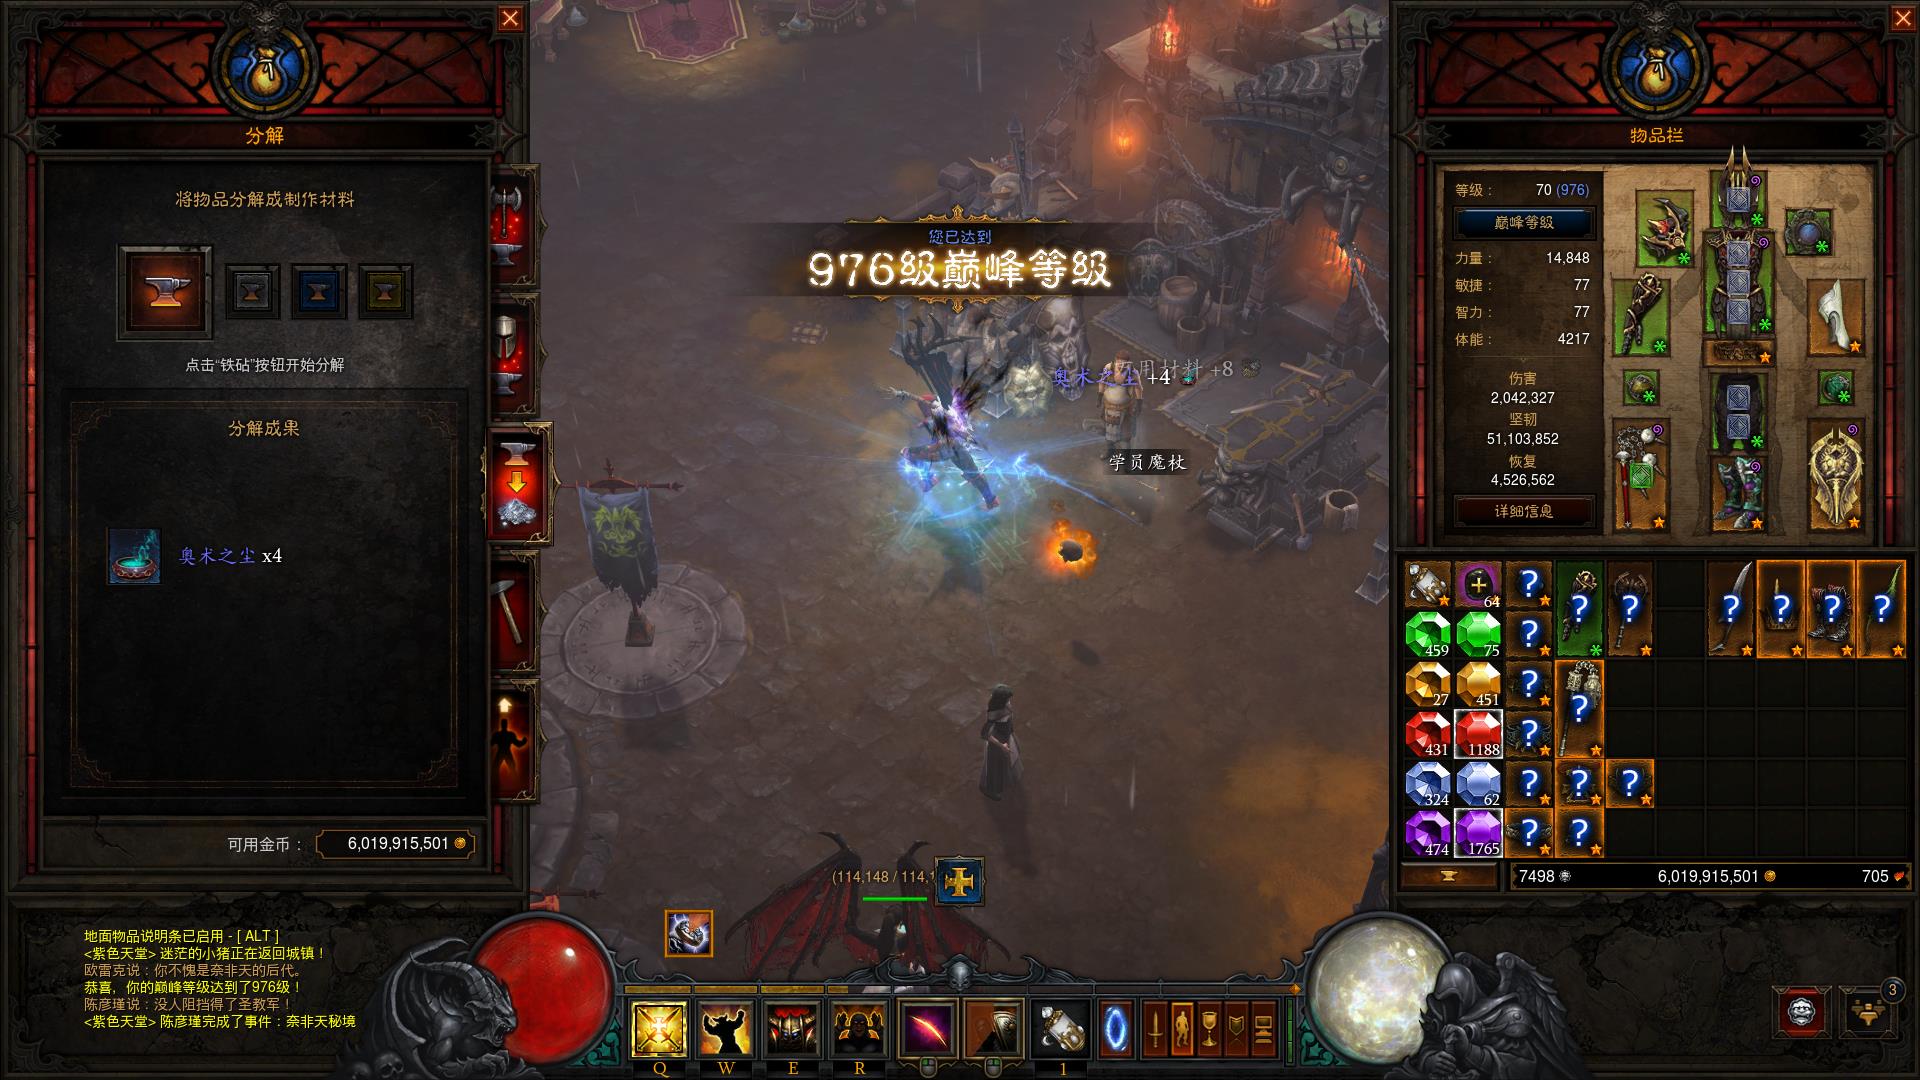 分解
将物品分解成制作材料
点击“铁砧”按钮开始分解
分解成果
奥术之尘 x4
可用金币：
6,019,915,501
地面物品说明条已启用 - [ ALT ]
<紫色天堂> 迷茫的小猪正在返回城镇！
欧雷克说：你不愧是奈非天的后代。
恭喜，你的巅峰等级达到了976级！
陈彦瑾说：没人阻挡得了圣教军！
<紫色天堂> 陈彦瑾完成了事件：奈非天秘境
您已达到
976级巅峰等级
用材料 +8
奥术之尘 +4
学员魔杖
(114,148 / 114,1
Q
W
E
R
1
物品栏
等级： 70 (976)
巅峰等级
力量： 14,848
敏捷： 77
智力： 77
体能： 4217
伤害
2,042,327
坚韧
51,103,852
恢复
4,526,562
详细信息
64
459 75
27 451
431 1188
324 62
474 1765
7498 6,019,915,501 705
3